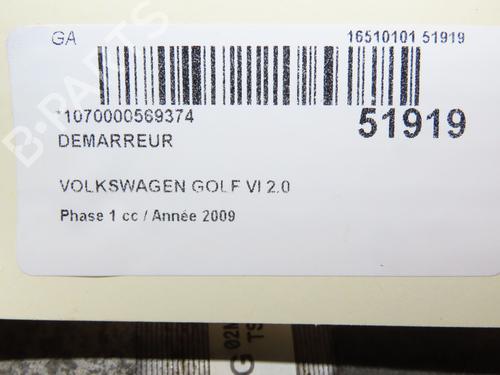 GA
16510101 51919
*1070000569374
51919
DEMARREUR
VOLKSWAGEN GOLF VI 2.0
Phase 1 cc / Année 2009
B-PARTS